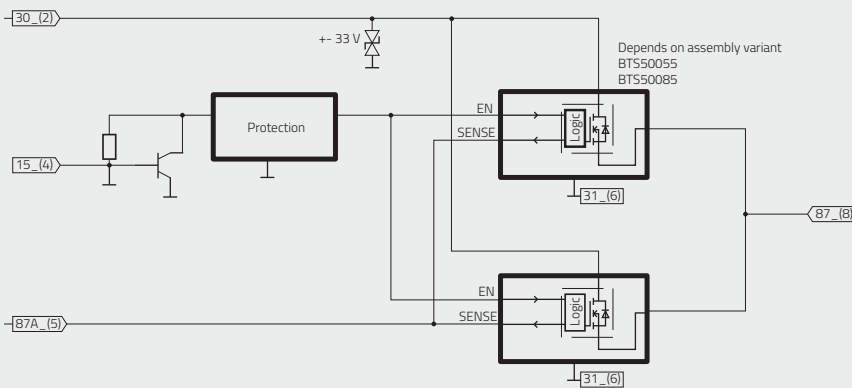 30_(2)
+- 33 V
Depends on assembly variant
BTS50055
BTS50085
EN
SENSE
Logic
Protection
15_(4)
31_(6)
87_(8)
EN
SENSE
Logic
87A_(5)
31_(6)